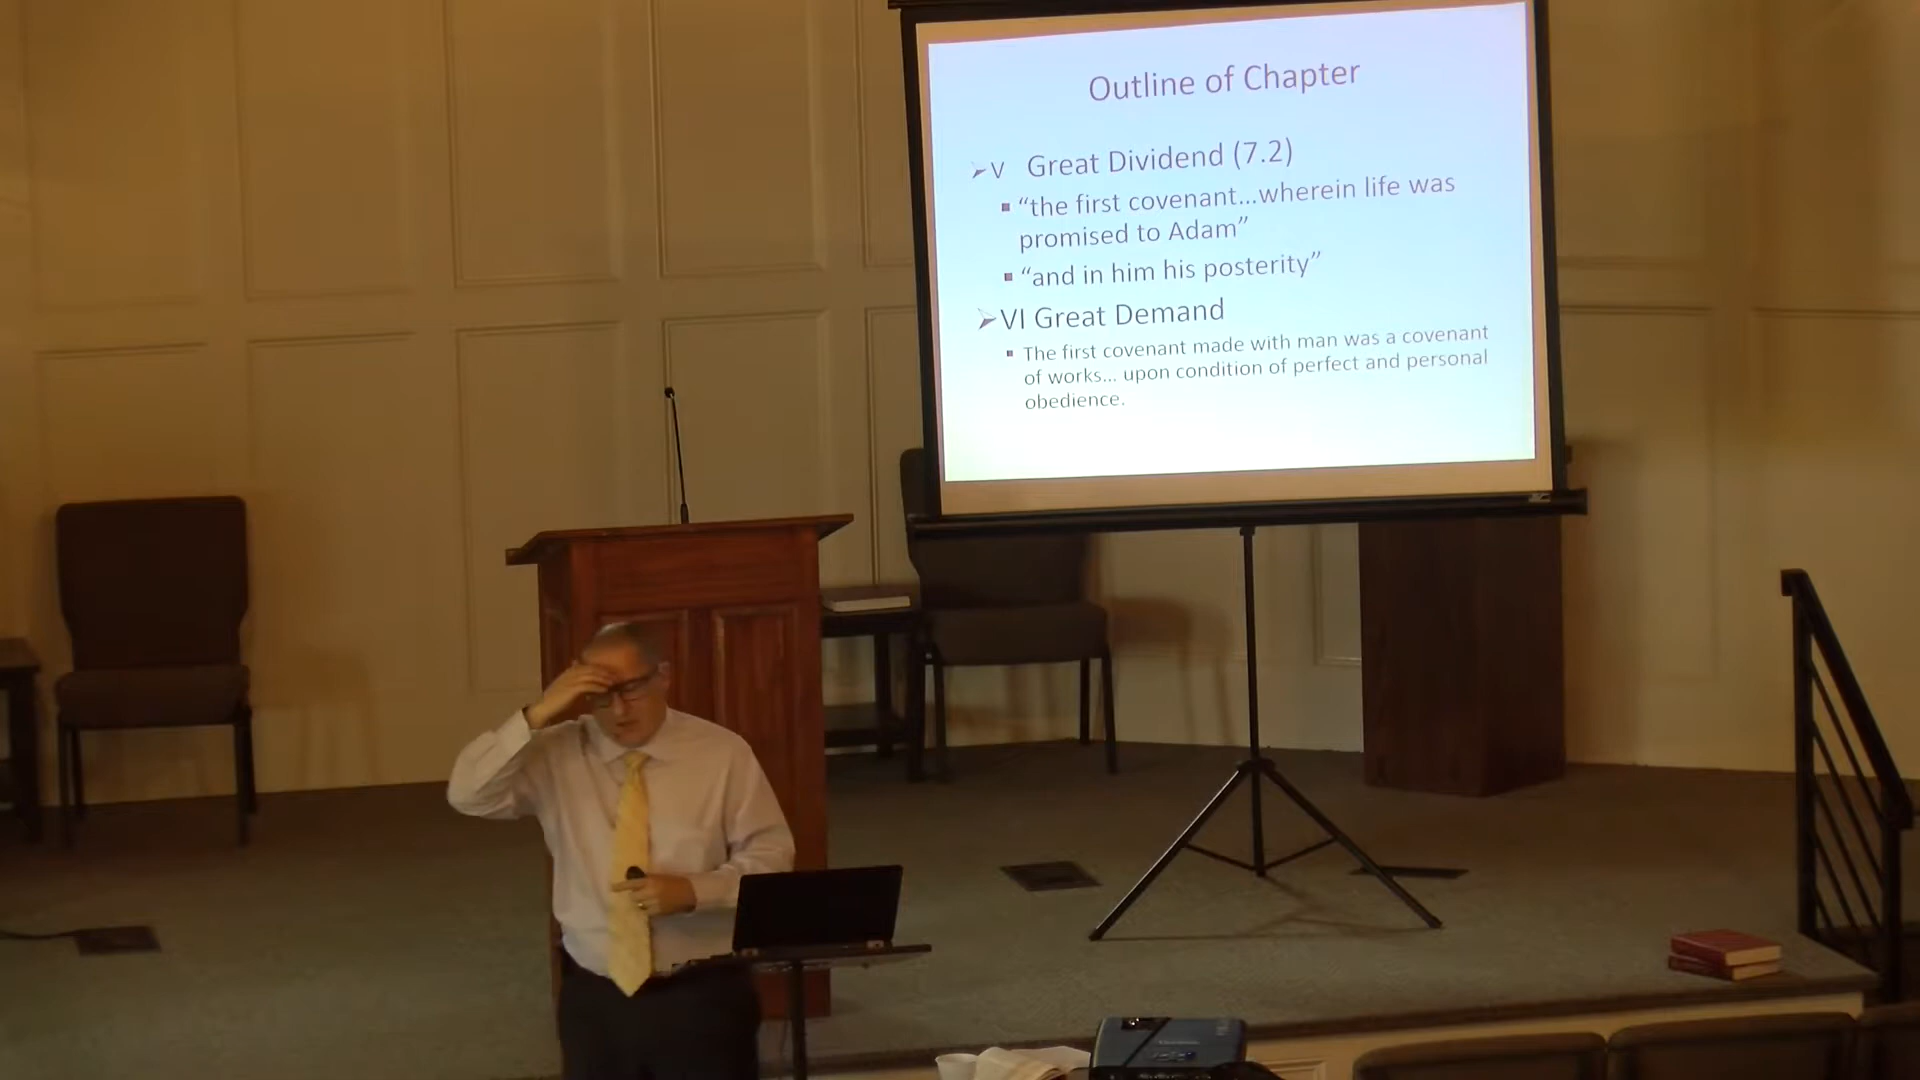 Outline of Chapter
➢V Great Dividend (7.2)
▪ “the first covenant...wherein life was
promised to Adam”
▪ “and in him his posterity”
➢VI Great Demand
▪ The first covenant made with man was a covenant
of works... upon condition of perfect and personal
obedience.